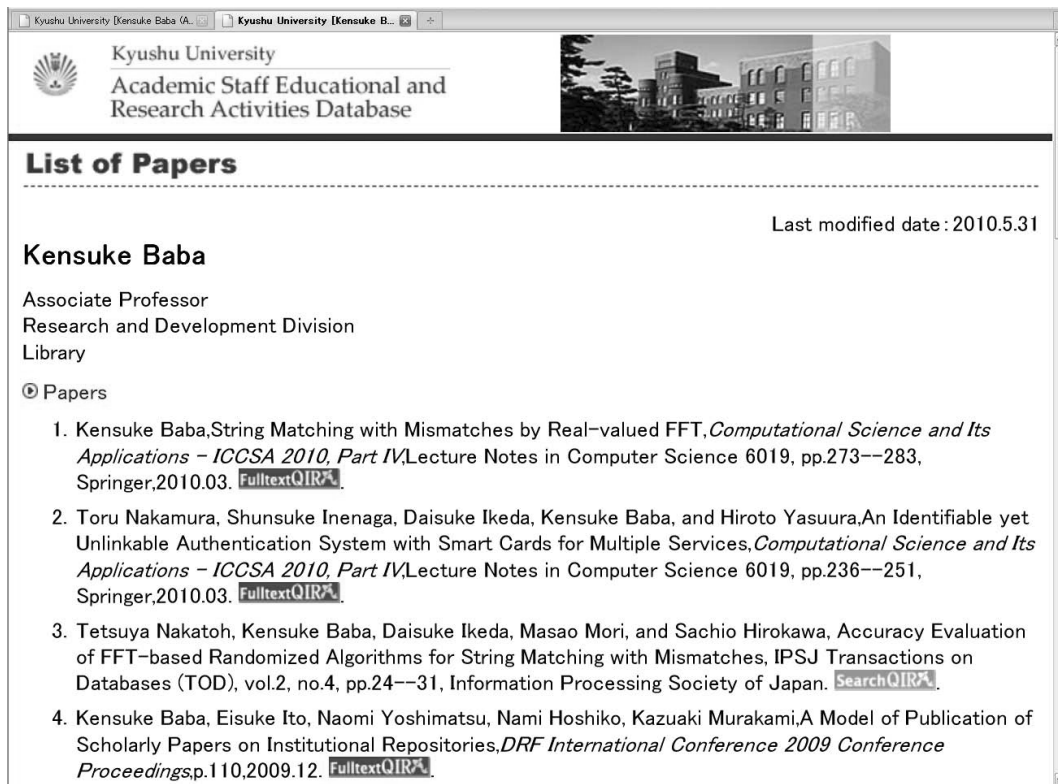 Kyushu University [Kensuke Baba (A... Kyushu University [Kensuke B...
Kyushu University
Academic Staff Educational and
Research Activities Database
List of Papers
Last modified date : 2010.5.31
Kensuke Baba
Associate Professor
Research and Development Division
Library
Papers
1. Kensuke Baba,String Matching with Mismatches by Real-valued FFT,Computational Science and Its
Applications - ICCSA 2010, Part IV,Lecture Notes in Computer Science 6019, pp.273--283,
Springer,2010.03. FulltextQIR.
2. Toru Nakamura, Shunsuke Inenaga, Daisuke Ikeda, Kensuke Baba, and Hiroto Yasuura,An Identifiable yet
Unlinkable Authentication System with Smart Cards for Multiple Services,Computational Science and Its
Applications - ICCSA 2010, Part IV,Lecture Notes in Computer Science 6019, pp.236--251,
Springer,2010.03. FulltextQIR.
3. Tetsuya Nakatoh, Kensuke Baba, Daisuke Ikeda, Masao Mori, and Sachio Hirokawa, Accuracy Evaluation
of FFT-based Randomized Algorithms for String Matching with Mismatches, IPSJ Transactions on
Databases (TOD), vol.2, no.4, pp.24--31, Information Processing Society of Japan. SearchQIR.
4. Kensuke Baba, Eisuke Ito, Naomi Yoshimatsu, Nami Hoshiko, Kazuaki Murakami,A Model of Publication of
Scholarly Papers on Institutional Repositories,DRF International Conference 2009 Conference
Proceedings,p.110,2009.12. FulltextQIR.